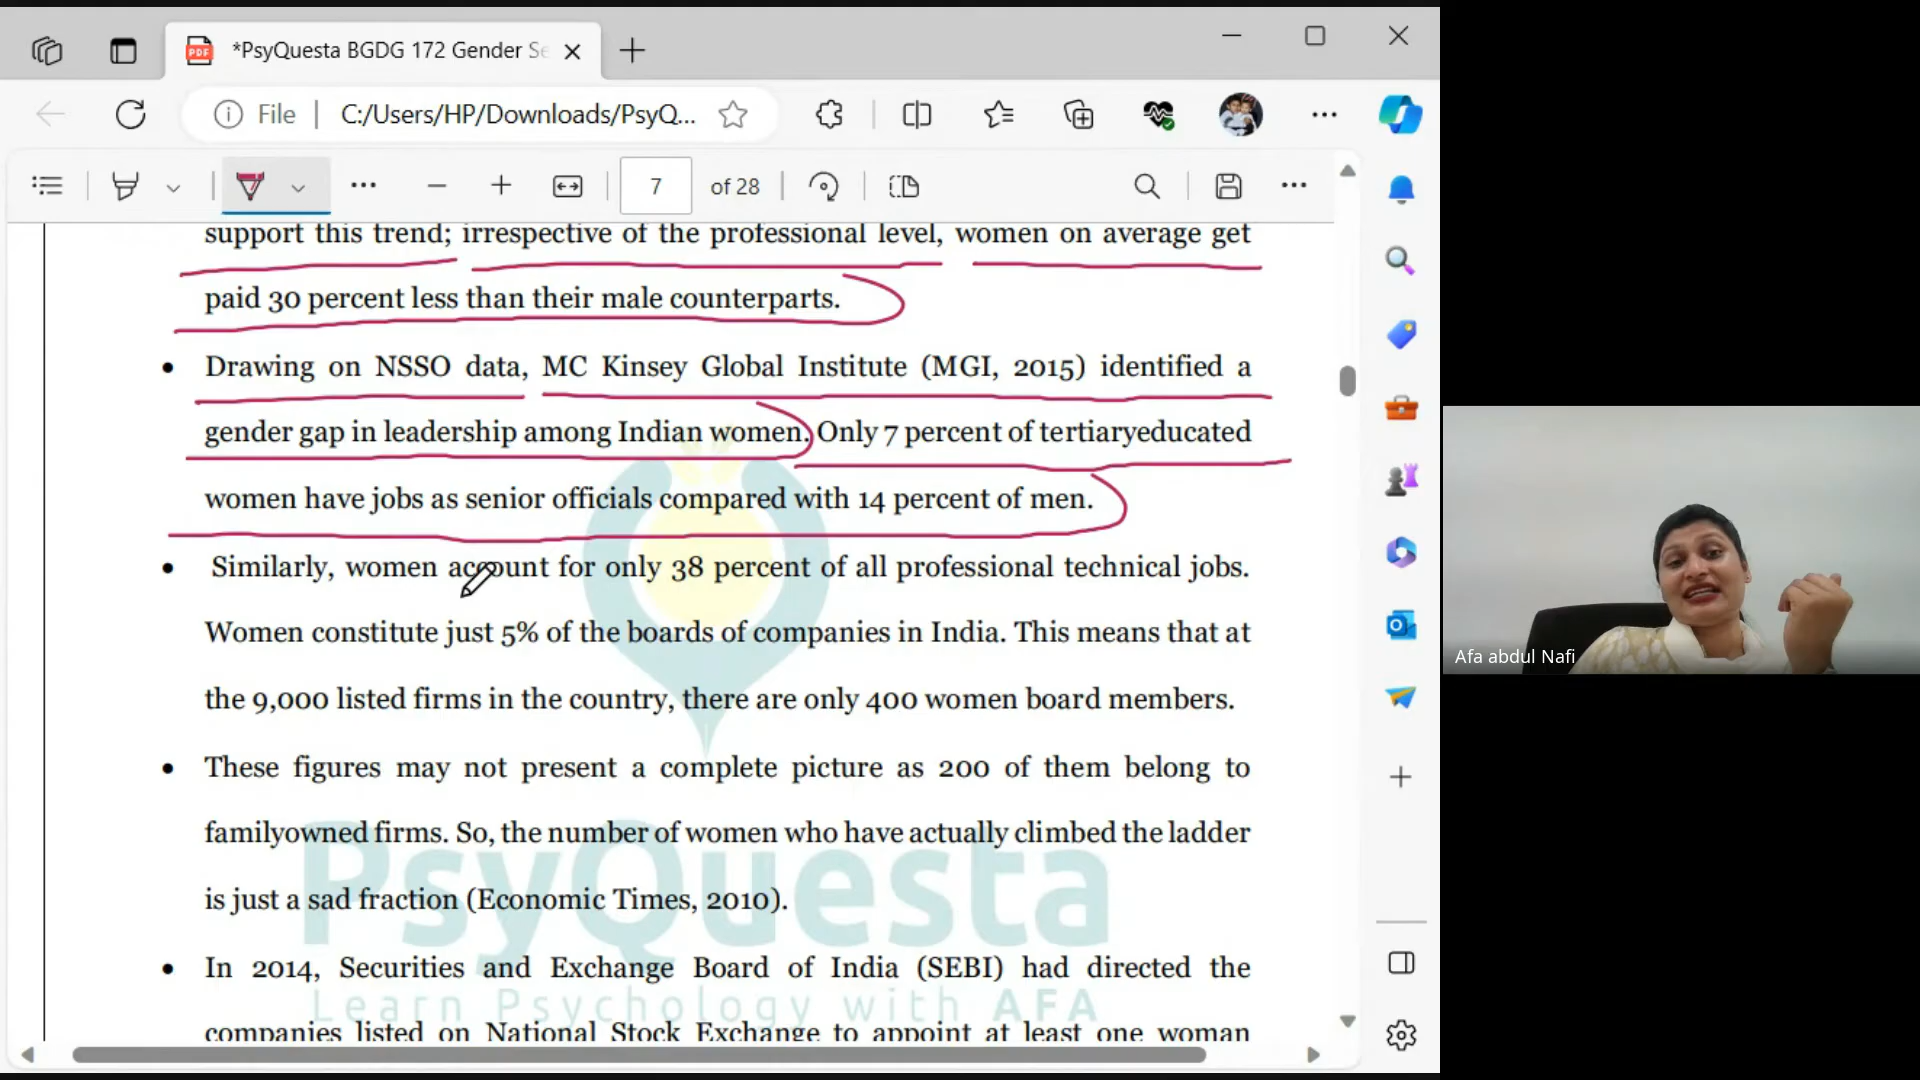 *PsyQuesta BGDG 172 Gender Se
File
C:/Users/HP/Downloads/PsyQ...
7 of 28
support this trend; irrespective of the professional level, women on average get
paid 30 percent less than their male counterparts.
• Drawing on NSSO data, MC Kinsey Global Institute (MGI, 2015) identified a
gender gap in leadership among Indian women. Only 7 percent of tertiaryeducated
women have jobs as senior officials compared with 14 percent of men.
• Similarly, women account for only 38 percent of all professional technical jobs.
Women constitute just 5% of the boards of companies in India. This means that at
the 9,000 listed firms in the country, there are only 400 women board members.
• These figures may not present a complete picture as 200 of them belong to
familyowned firms. So, the number of women who have actually climbed the ladder
is just a sad fraction (Economic Times, 2010).
• In 2014, Securities and Exchange Board of India (SEBI) had directed the
companies listed on National Stock Exchange to appoint at least one woman
PsyQuesta
Learn Psychology with AFA
Afa abdul Nafi